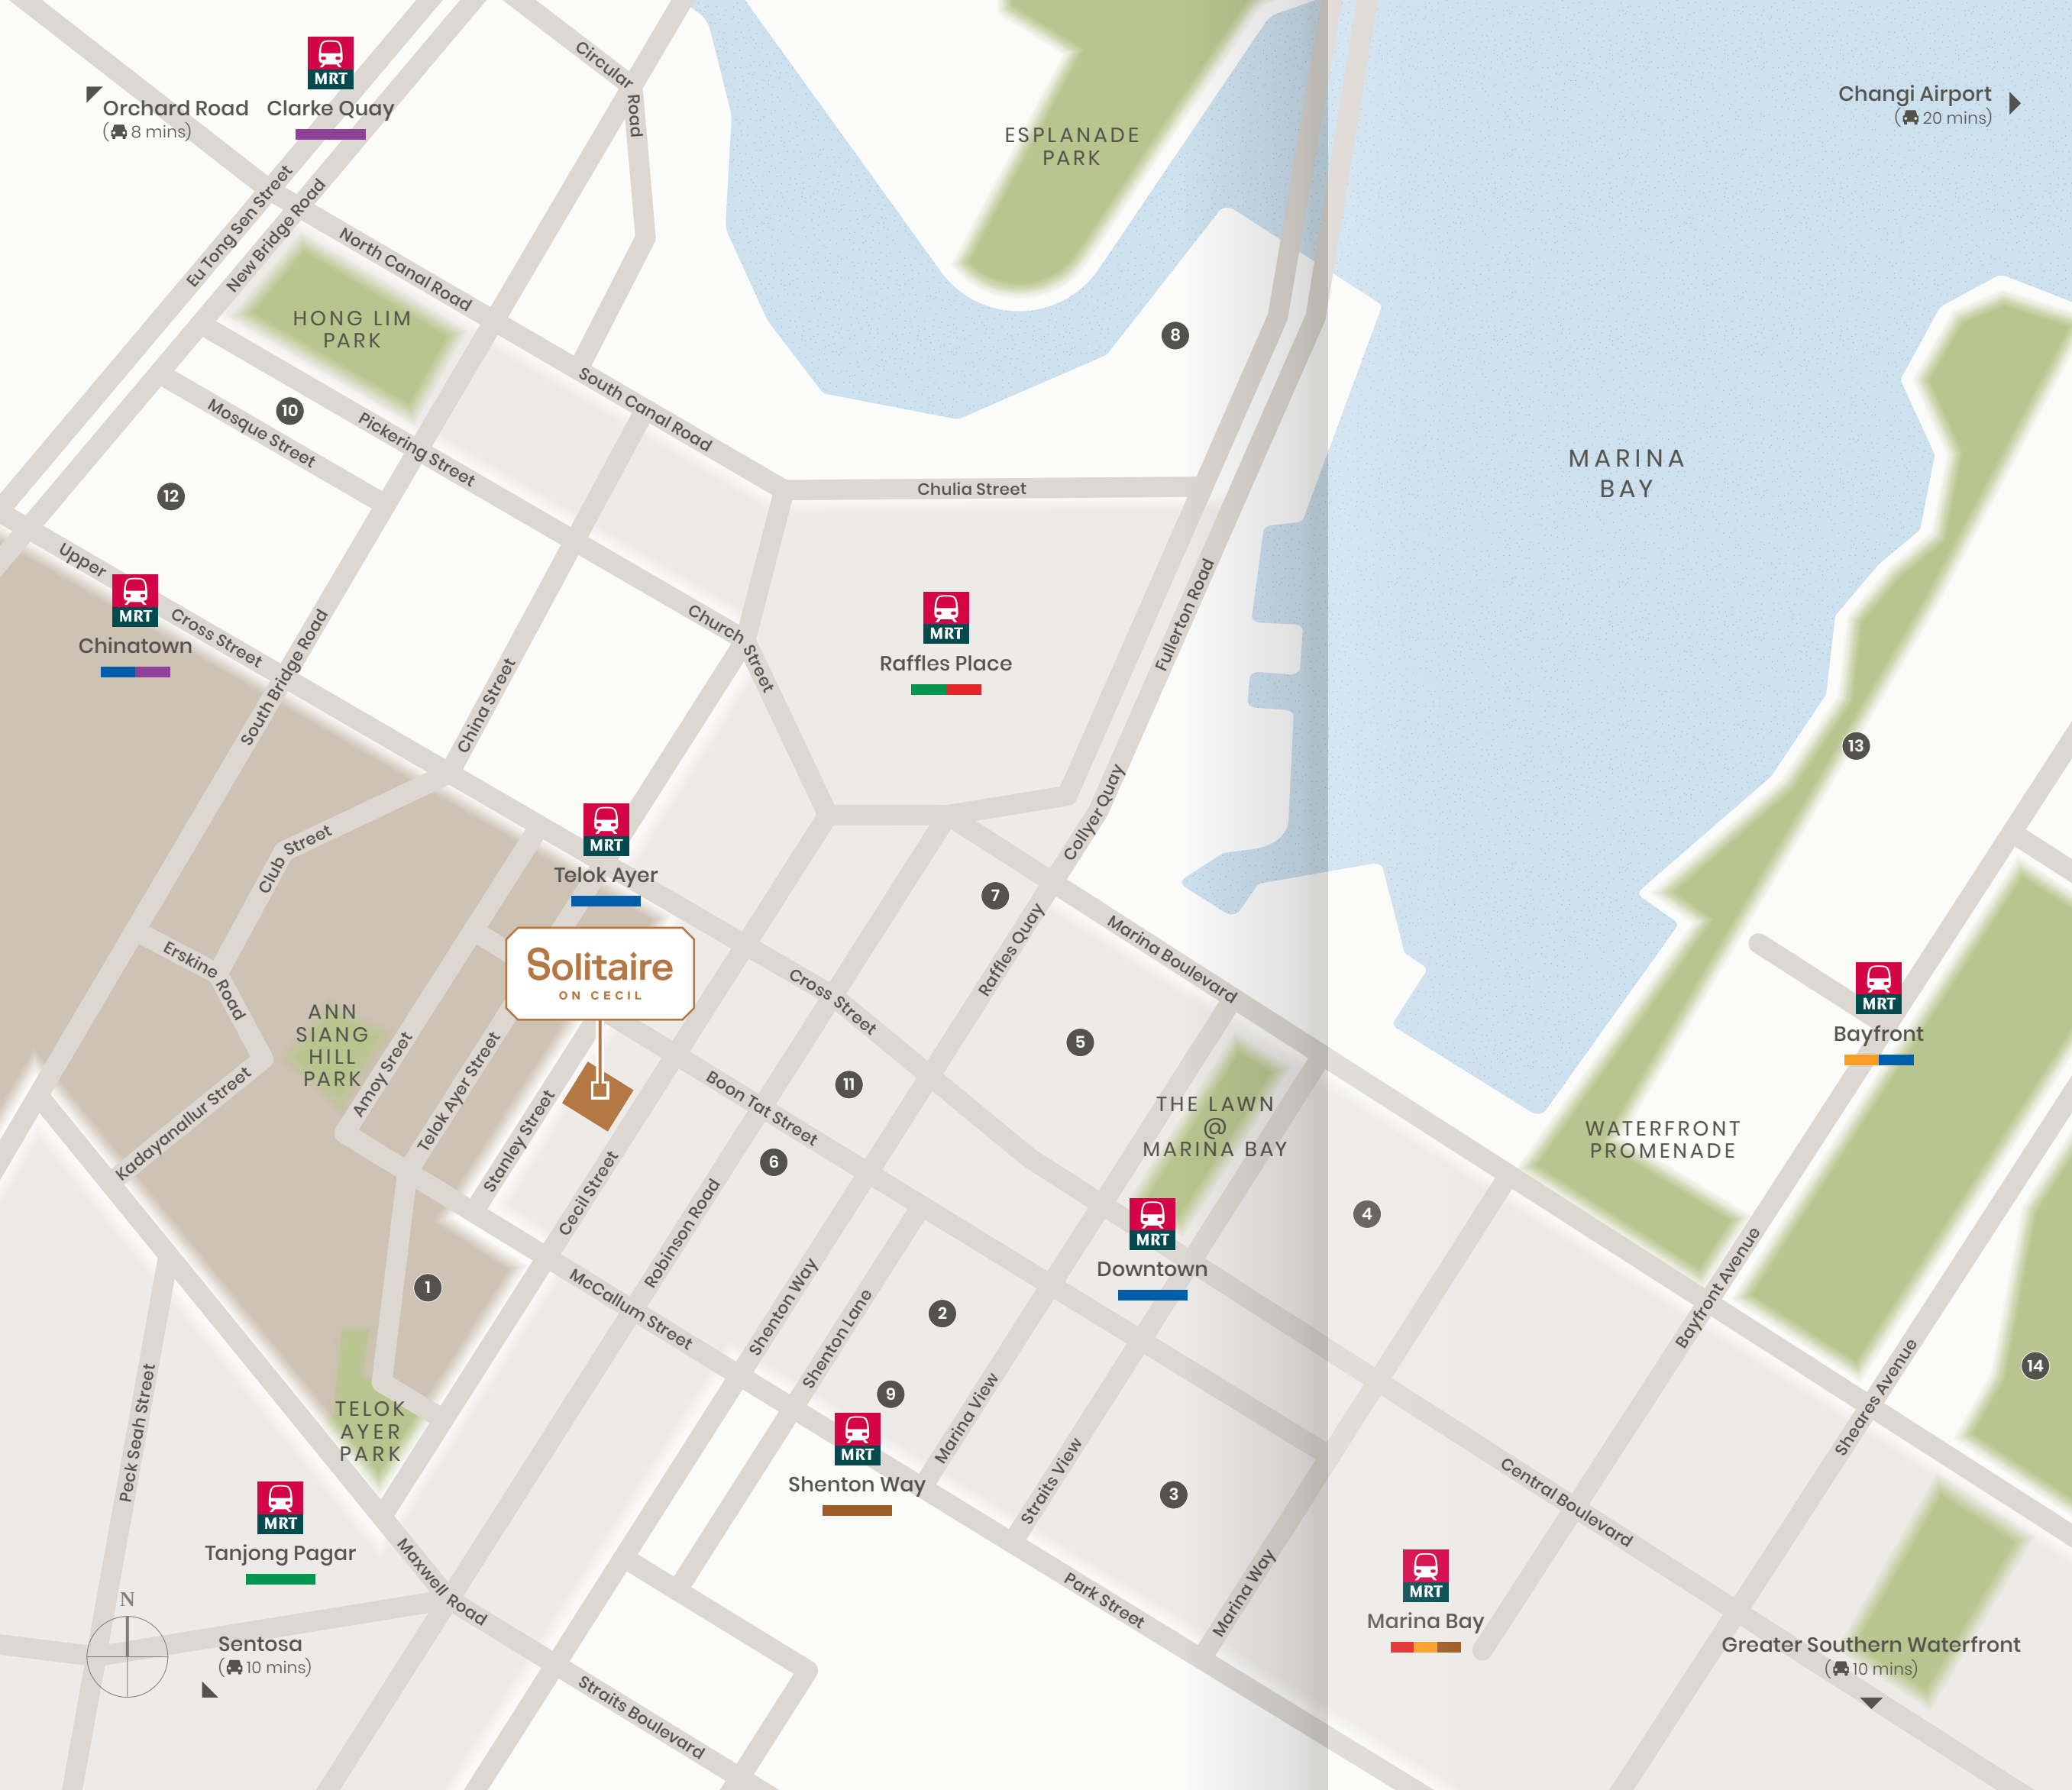 MRT
Orchard Road
(8 mins)
Clarke Quay
Circular
Road
ESPLANADE
PARK
Changi Airport
(20 mins)
Eu Tong Sen Street
New Bridge Road
North Canal Road
HONG LIM
PARK
8
South Canal Road
10
Mosque Street
Pickering Street
MARINA
BAY
12
Chulia Street
Upper
MRT
Cross Street
Chinatown
South Bridge Road
China Street
Church
Street
MRT
Raffles Place
Fullerton Road
13
Club Street
MRT
Telok Ayer
Collyer Quay
7
Raffles Quay
Marina Boulevard
Erskine
Road
Solitaire
ON CECIL
Cross Street
MRT
Bayfront
ANN
SIANG
HILL
PARK
Amoy Street
Telok Ayer Street
Stanley Street
Kadayanallur Street
Boon Tat Street
11
5
THE LAWN
@
MARINA BAY
WATERFRONT
PROMENADE
6
Cecil Street
Robinson Road
4
MRT
Downtown
1
McCallum Street
Shenton Way
Shenton Lane
2
Bayfront Avenue
Sheares Avenue
14
Peck Seah Street
TELOK
AYER
PARK
9
MRT
Shenton Way
Marina View
Straits View
3
Central Boulevard
MRT
Tanjong Pagar
Maxwell Road
Park Street
Marina Way
MRT
Marina Bay
N
Sentosa
(10 mins)
Straits Boulevard
Greater Southern Waterfront
(10 mins)